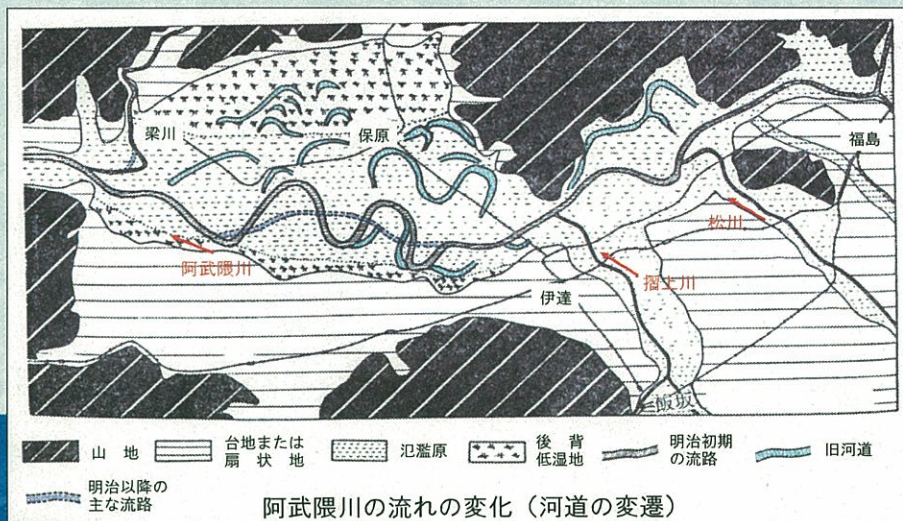 梁川
保原
福島
松川
阿武隈川
摺上川
伊達
飯坂
山地
台地または
扇状地
氾濫原
後背
低湿地
明治初期
の流路
旧河道
明治以降の
主な流路
阿武隈川の流れの変化（河道の変遷）